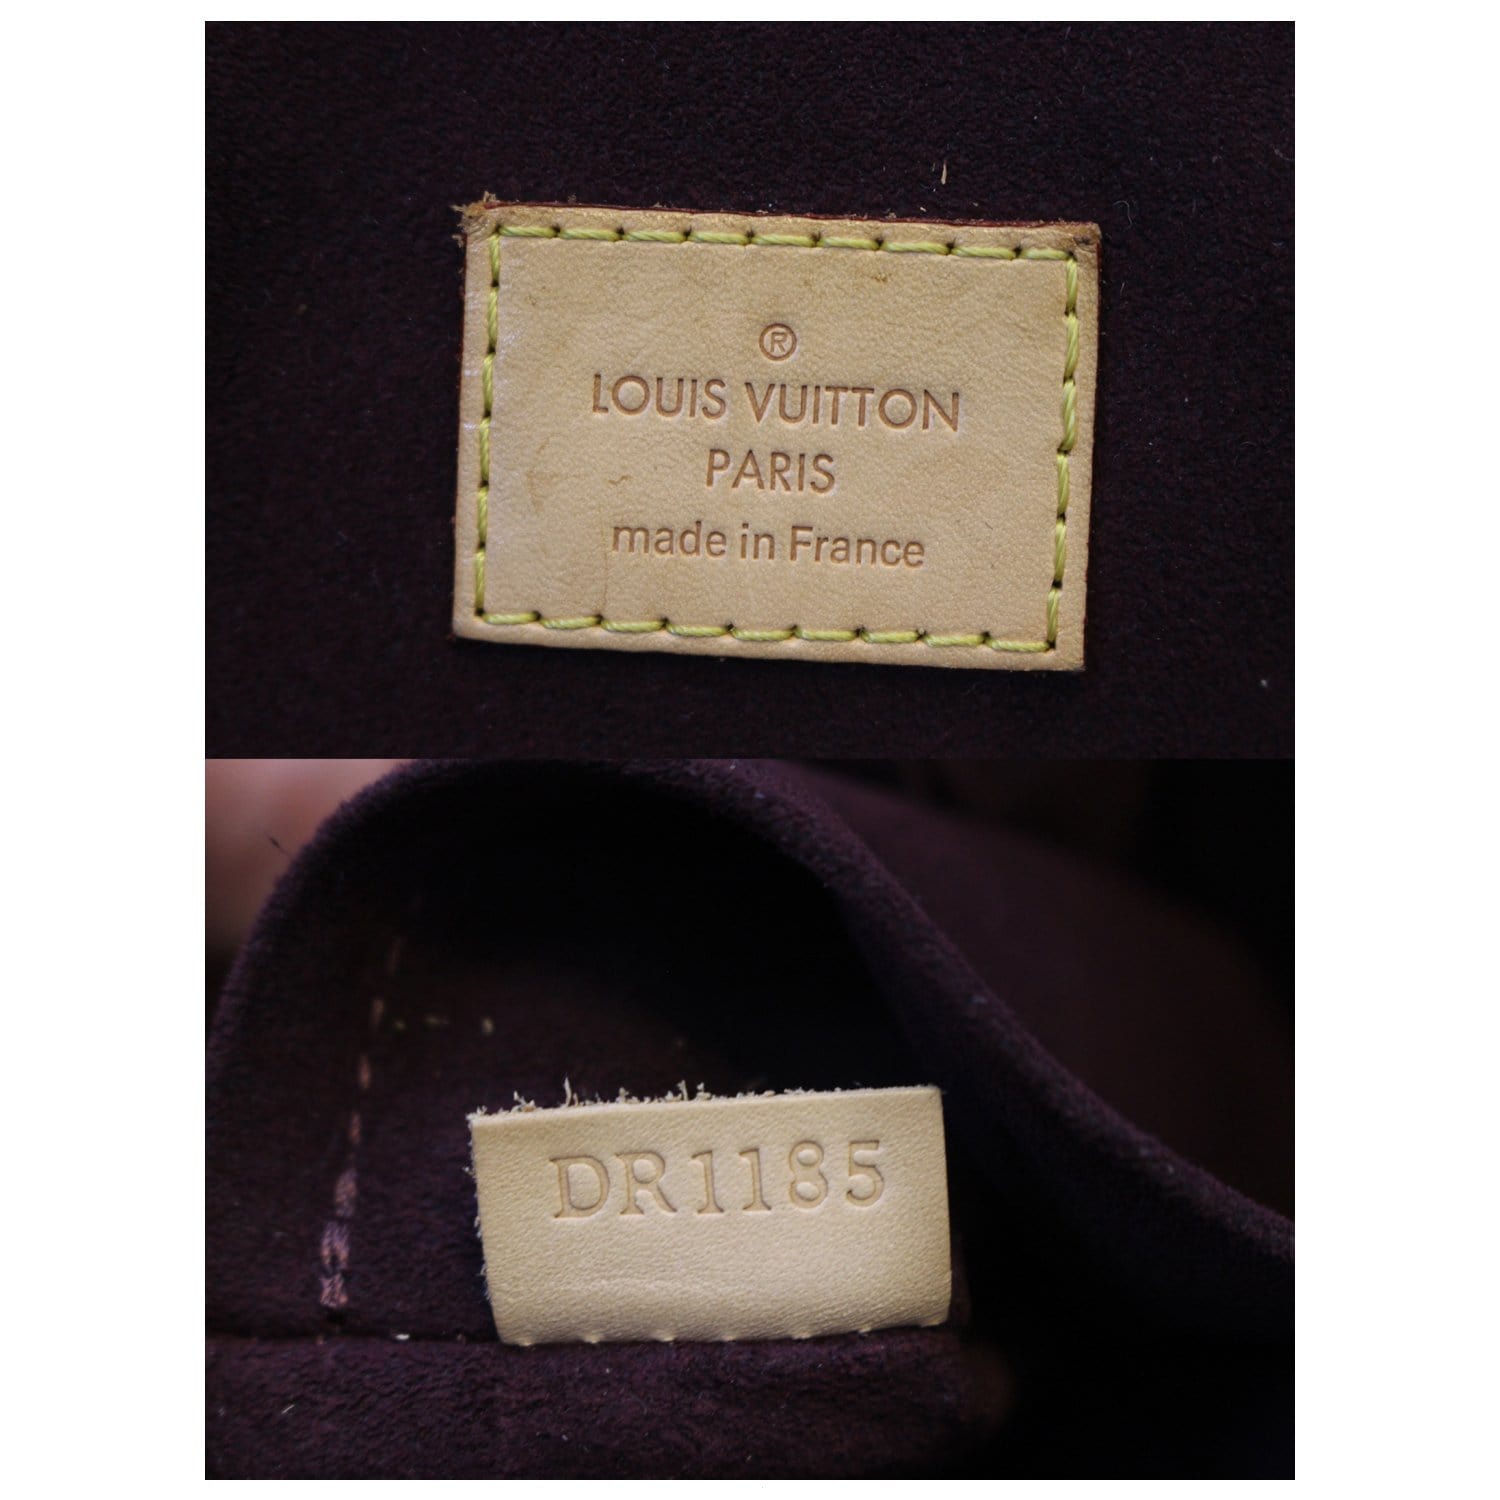 ®
LOUIS VUITTON
PARIS
made in France
DR1185